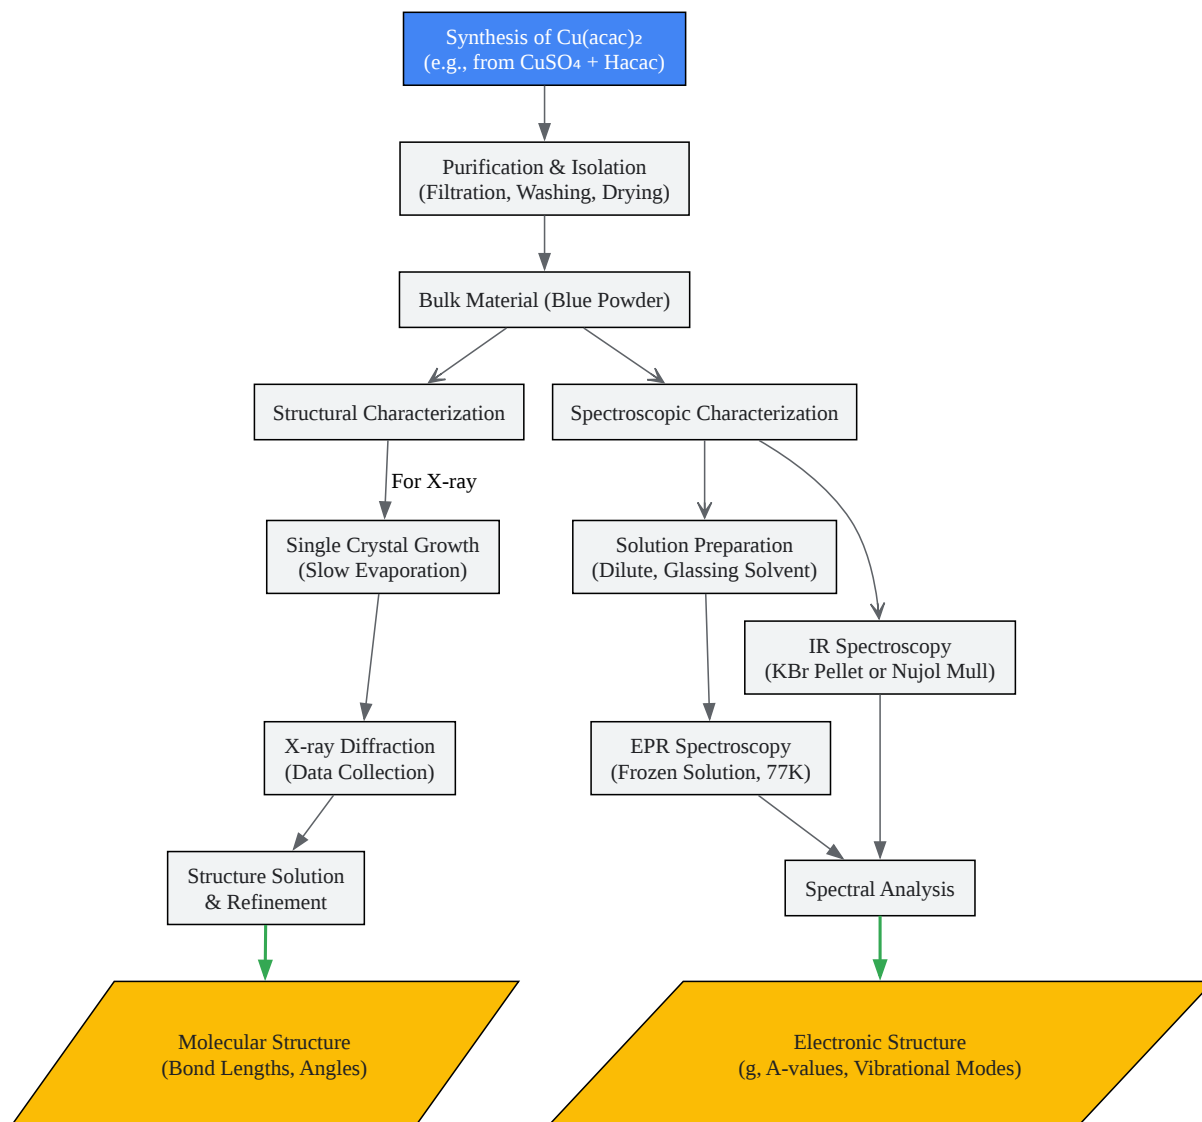 Synthesis of Cu(acac)₂
(e.g., from CuSO₄ + Hacac)
Purification & Isolation
(Filtration, Washing, Drying)
Bulk Material (Blue Powder)
Structural Characterization
Spectroscopic Characterization
For X-ray
Single Crystal Growth
(Slow Evaporation)
Solution Preparation
(Dilute, Glassing Solvent)
IR Spectroscopy
(KBr Pellet or Nujol Mull)
X-ray Diffraction
(Data Collection)
EPR Spectroscopy
(Frozen Solution, 77K)
Structure Solution
& Refinement
Spectral Analysis
Molecular Structure
(Bond Lengths, Angles)
Electronic Structure
(g, A-values, Vibrational Modes)